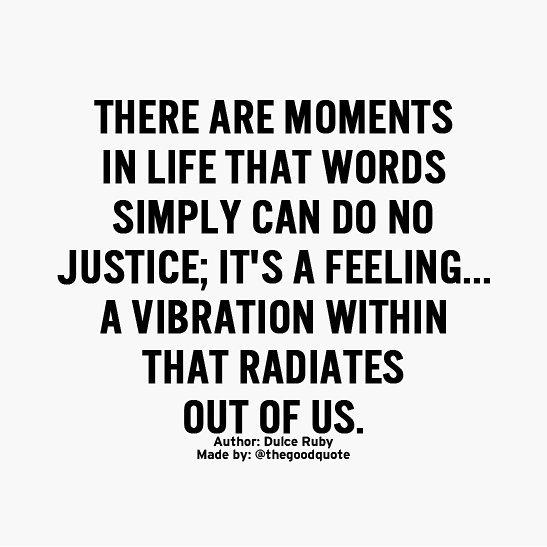 THERE ARE MOMENTS
IN LIFE THAT WORDS
SIMPLY CAN DO NO
JUSTICE; IT'S A FEELING...
A VIBRATION WITHIN
THAT RADIATES
OUT OF US.
Author: Dulce Ruby
Made by: @thegoodquote